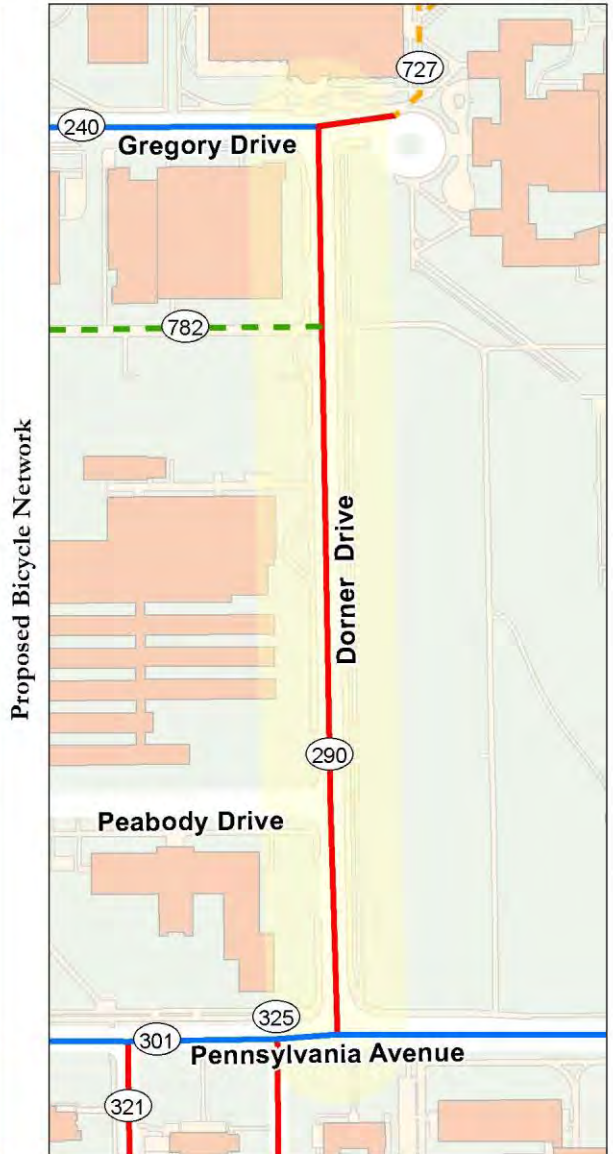 Proposed Bicycle Network
727
240
Gregory Drive
782
Dorner Drive
290
Peabody Drive
325
301
Pennsylvania Avenue
321